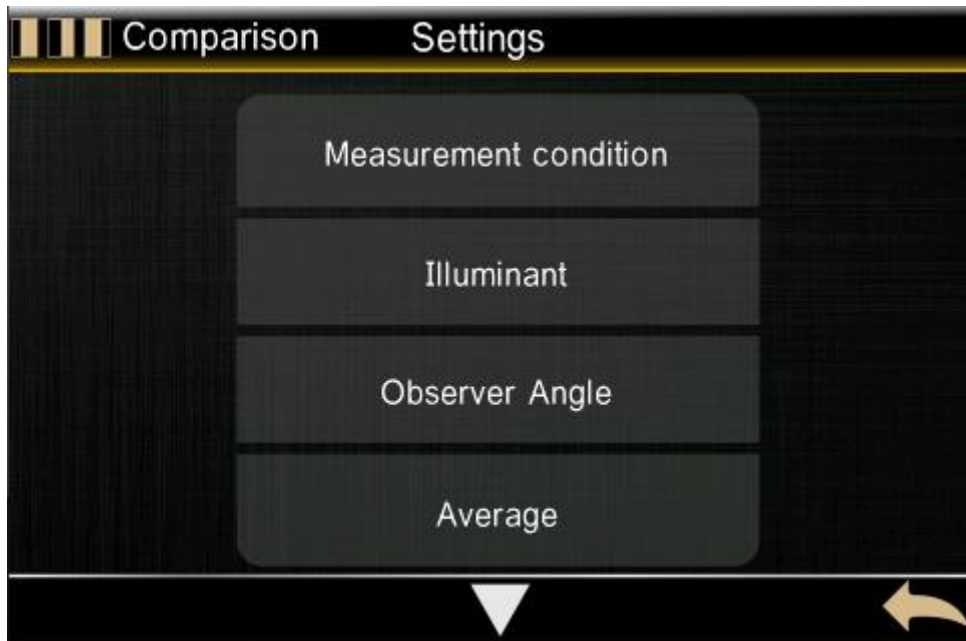 Comparison Settings
Measurement condition
Illuminant
Observer Angle
Average